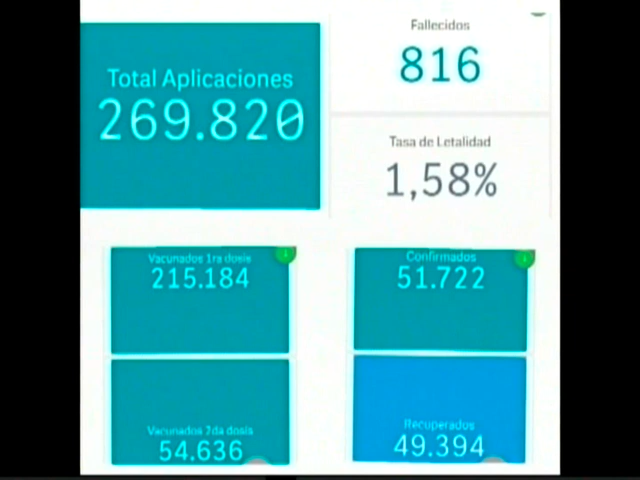 Total Aplicaciones
269.820
Fallecidos
816
Tasa de Letalidad
1,58%
Vacunados 1ra dosis
215.184
Confirmados
51.722
Vacunados 2da dosis
54.636
Recuperados
49.394